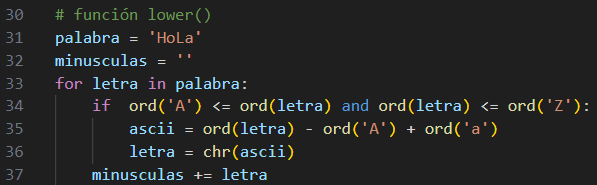 30 # función lower()
31 palabra = 'HoLa'
32 minusculas = ''
33 for letra in palabra:
34     if  ord('A') <= ord(letra) and ord(letra) <= ord('Z'):
35         ascii = ord(letra) - ord('A') + ord('a')
36         letra = chr(ascii)
37     minusculas += letra